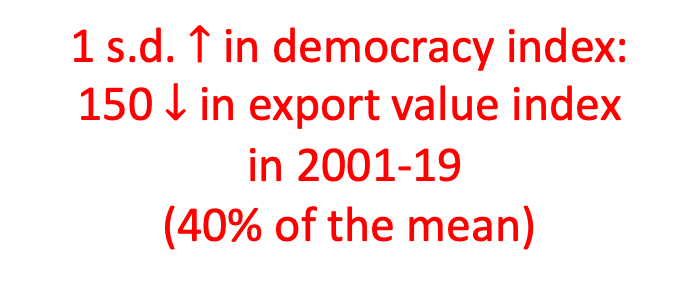 1 s.d. ↑ in democracy index:
150 ↓ in export value index
in 2001-19
(40% of the mean)